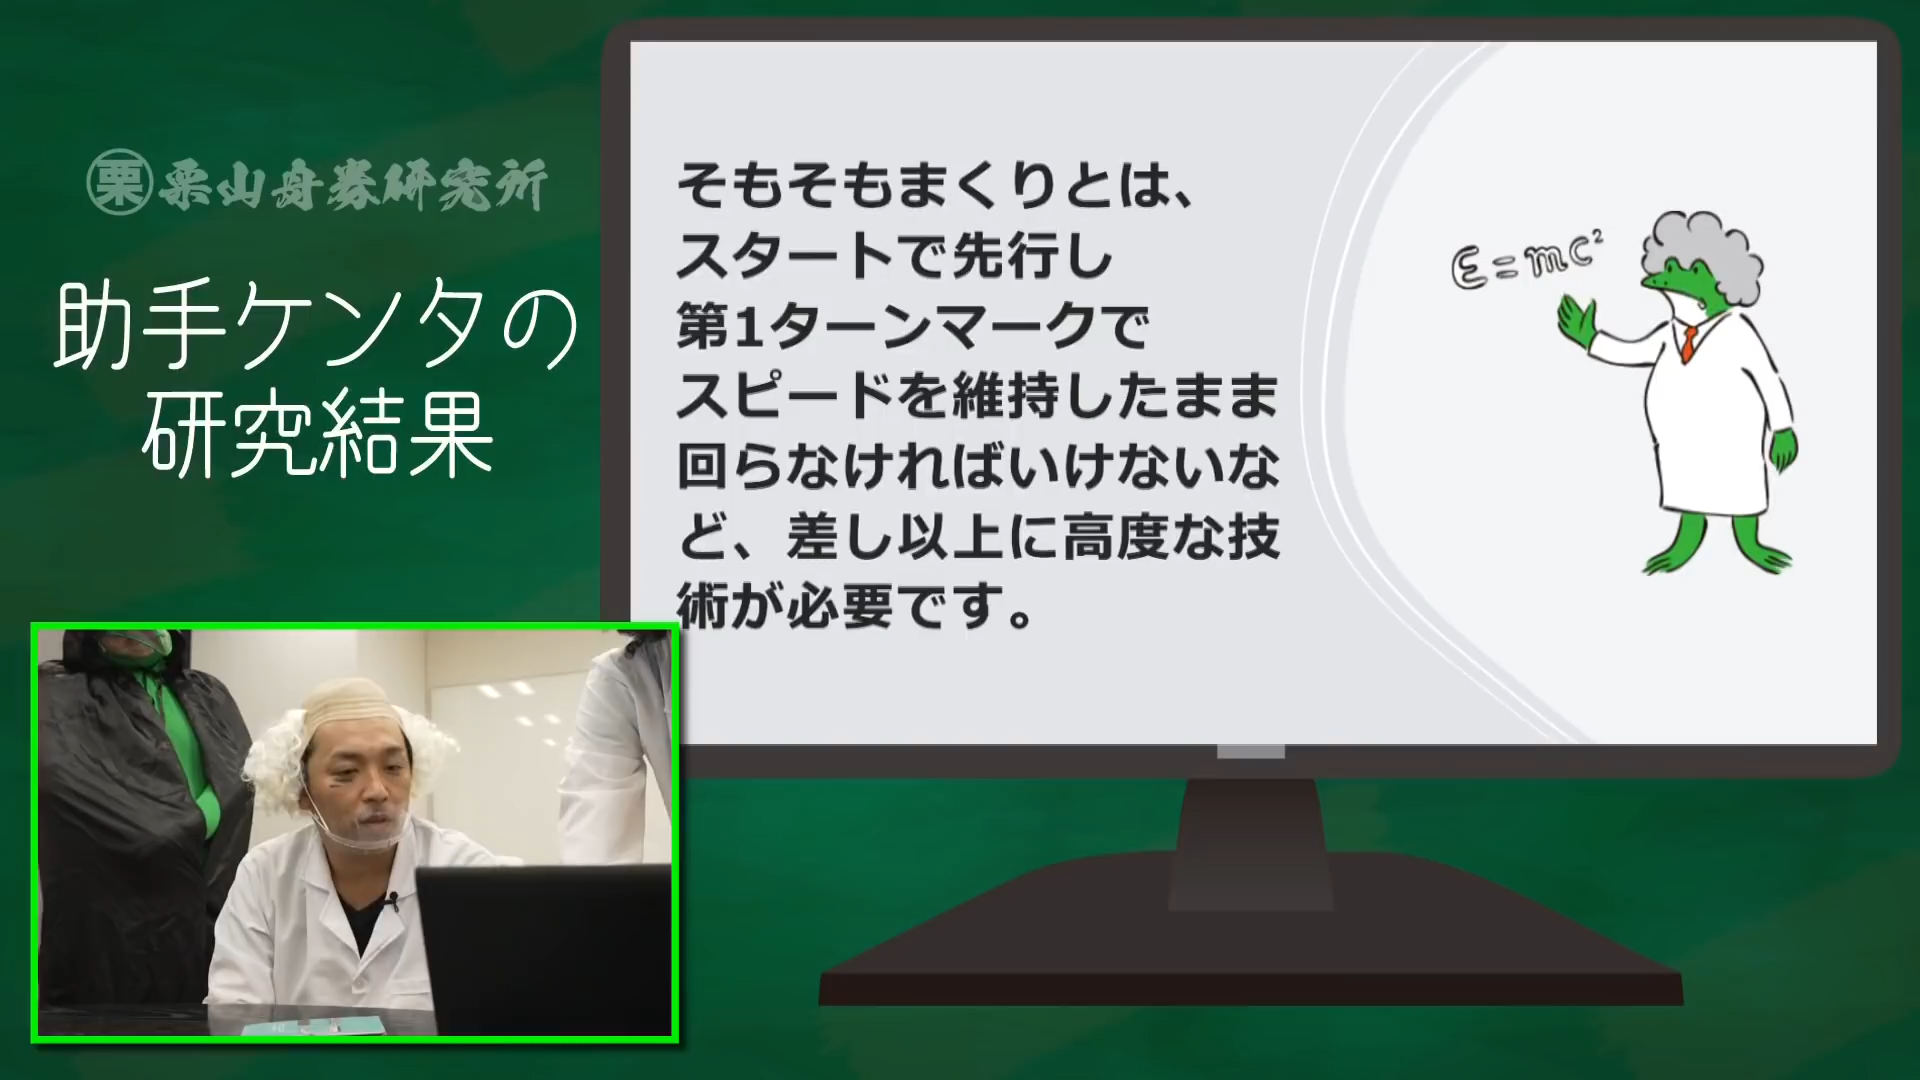 栗 栗山舟券研究所
助手ケンタの
研究結果
そもそもまくりとは、
スタートで先行し
第1ターンマークで
スピードを維持したまま
回らなければいけないな
ど、差し以上に高度な技
術が必要です。
E=mc²